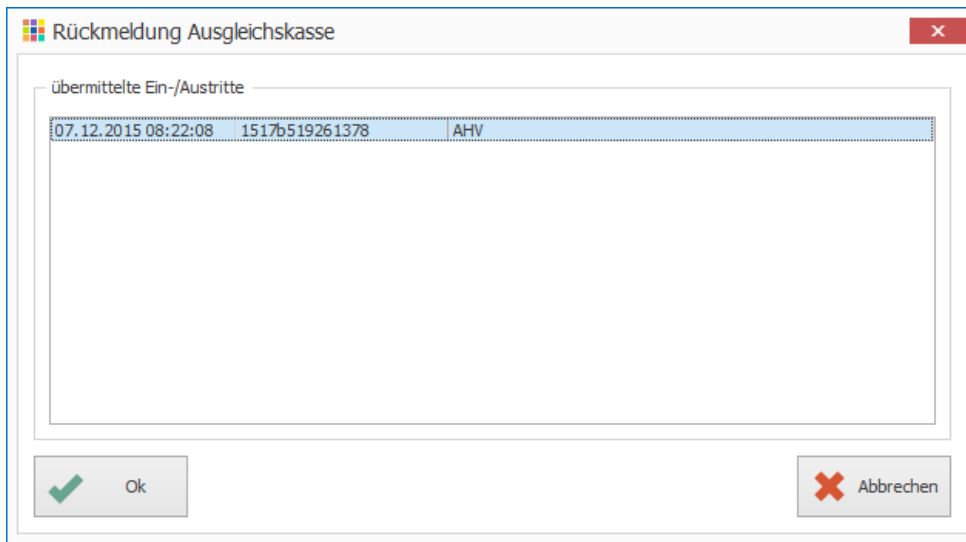 Rückmeldung Ausgleichskasse
übermittelte Ein-/Austritte
07.12.2015 08:22:08 1517b519261378 AHV
Ok Abbrechen